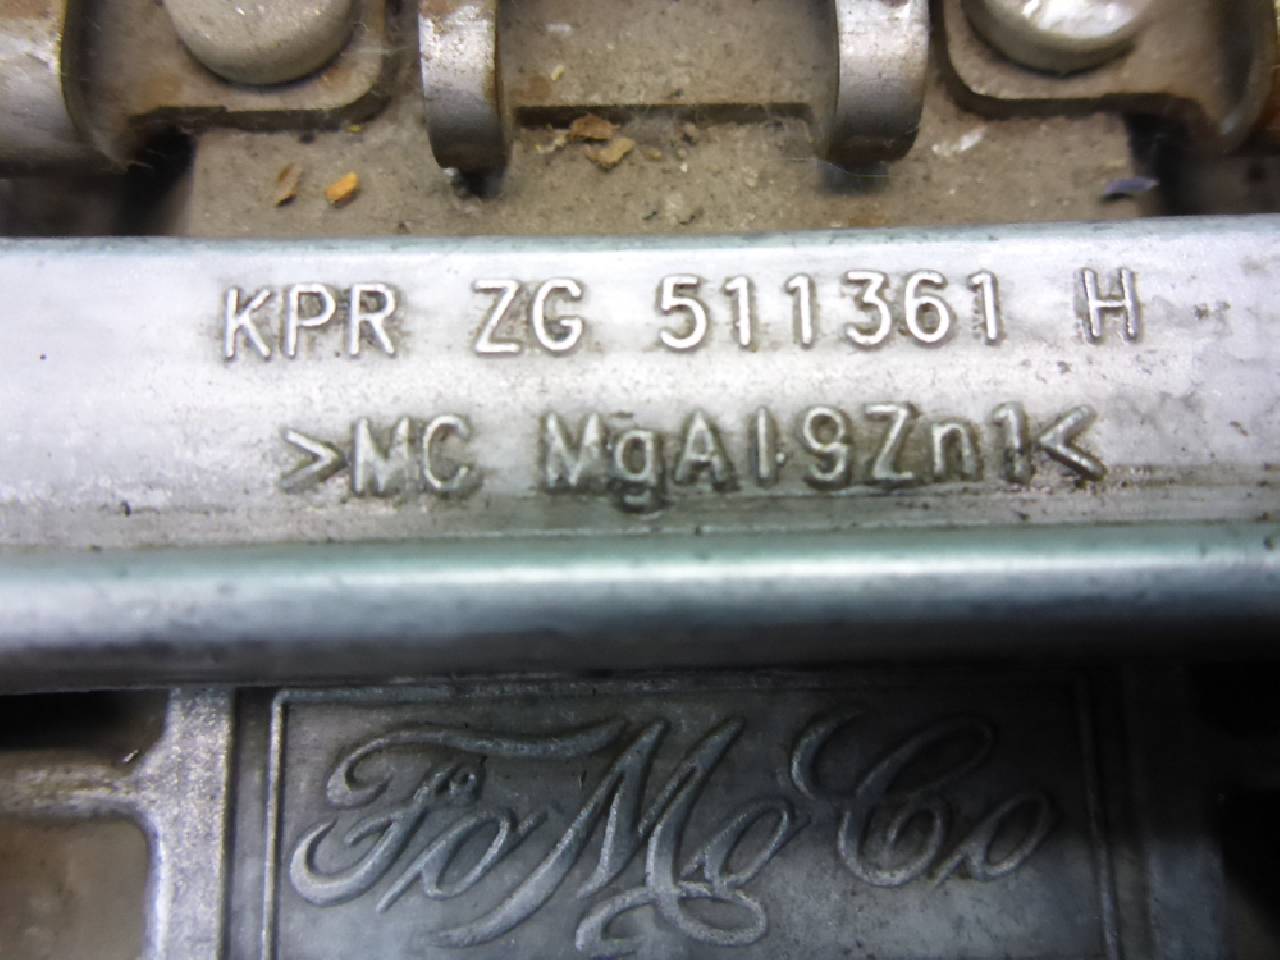 KPR ZG 511361 H
>MC MgAl9Zn1<
FoMoCo